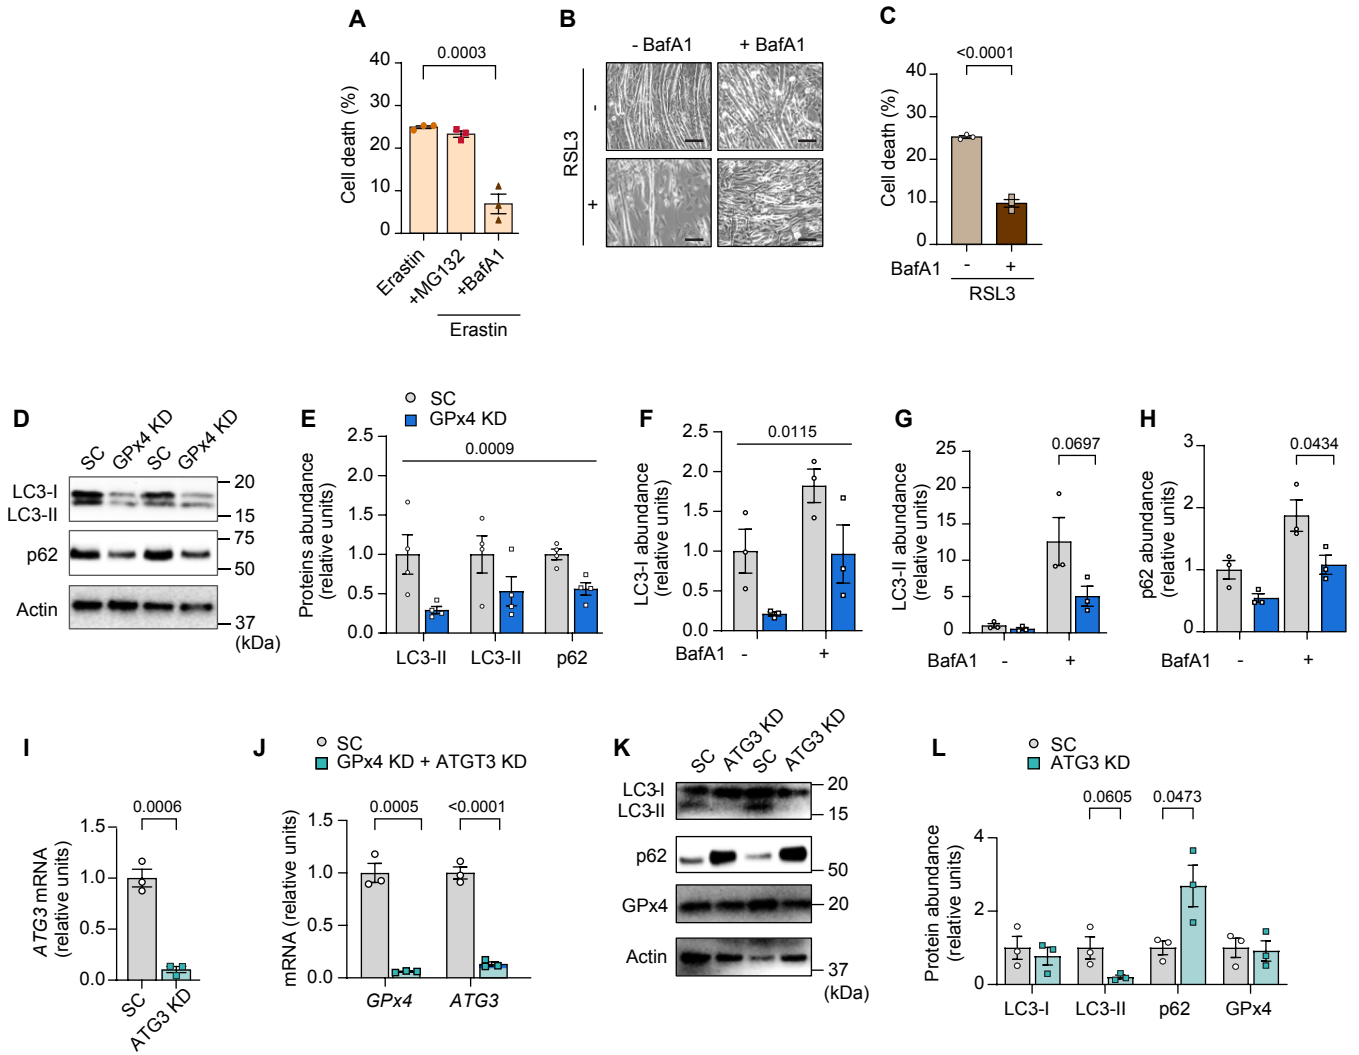 A
B
C
Cell death (%)
40
30
20
10
0
0.0003
Erastin
+MG132
+BafA1
Erastin
- BafA1
+ BafA1
RSL3
-
+
Cell death (%)
40
30
20
10
0
<0.0001
BafA1
-
+
RSL3
D
SC
GPx4 KD
SC
GPx4 KD
LC3-I
LC3-II
p62
Actin
20
15
75
50
37
(kDa)
E
SC
GPx4 KD
Proteins abundance
(relative units)
2.5
2.0
1.5
1.0
0.5
0.0
0.0009
LC3-II
LC3-II
p62
F
LC3-I abundance
(relative units)
2.5
2.0
1.5
1.0
0.5
0.0
0.0115
BafA1
-
+
G
LC3-II abundance
(relative units)
25
20
15
10
5
0
0.0697
BafA1
-
+
H
p62 abundance
(relative units)
3
2
1
0
0.0434
BafA1
-
+
I
ATG3 mRNA
(relative units)
1.5
1.0
0.5
0.0
0.0006
SC
ATG3 KD
J
SC
GPx4 KD + ATGT3 KD
mRNA (relative units)
1.5
1.0
0.5
0.0
0.0005
<0.0001
GPx4
ATG3
K
SC
ATG3 KD
SC
ATG3 KD
LC3-I
LC3-II
p62
GPx4
Actin
20
15
50
20
37
(kDa)
L
SC
ATG3 KD
Protein abundance
(relative units)
4
2
0
0.0605
0.0473
LC3-I
LC3-II
p62
GPx4